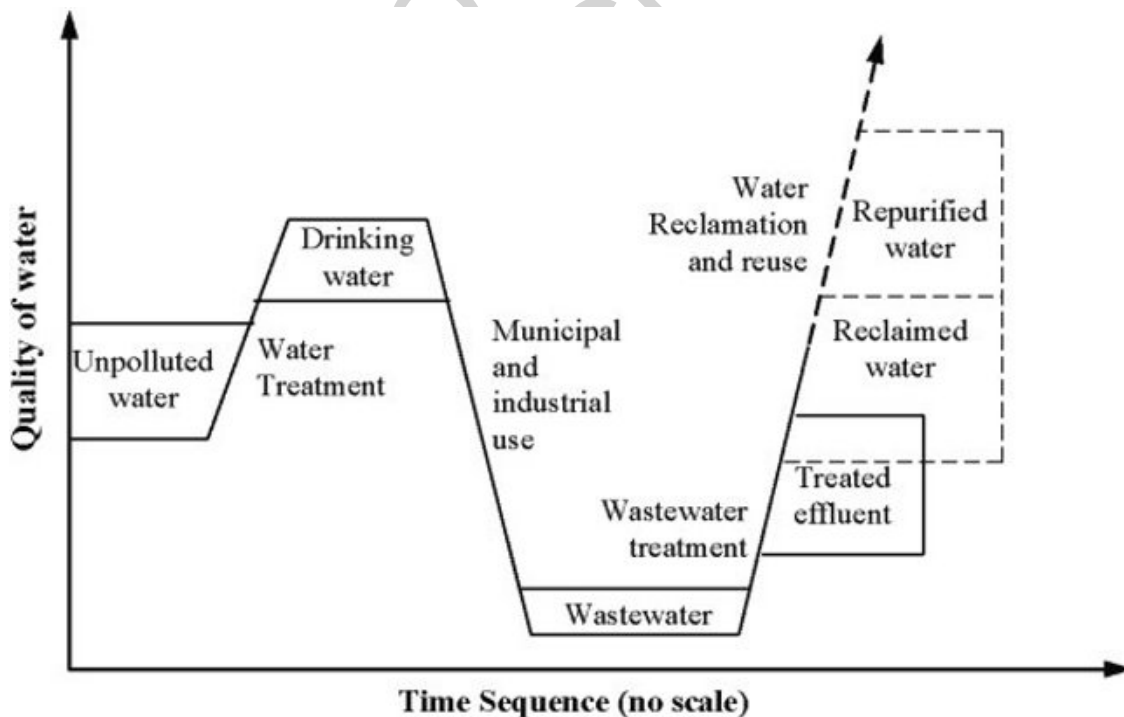 Quality of water
Unpolluted
water
Water
Treatment
Drinking
water
Municipal
and
industrial
use
Wastewater
Wastewater
treatment
Treated
effluent
Water
Reclamation
and reuse
Reclaimed
water
Repurified
water
Time Sequence (no scale)